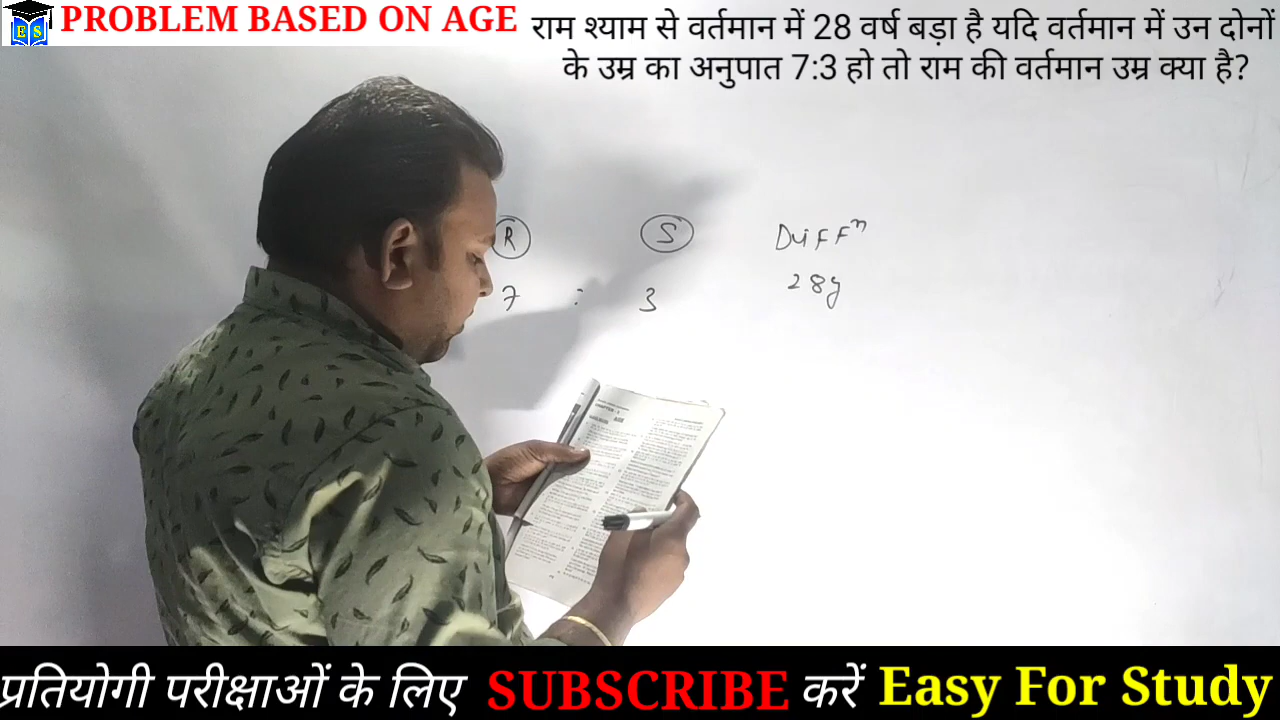 PROBLEM BASED ON AGE
राम श्याम से वर्तमान में 28 वर्ष बड़ा है यदि वर्तमान में उन दोनों
के उम्र का अनुपात 7:3 हो तो राम की वर्तमान उम्र क्या है?
E S
R S Diffⁿ
7 : 3 28y
प्रतियोगी परीक्षाओं के लिए SUBSCRIBE करें Easy For Study